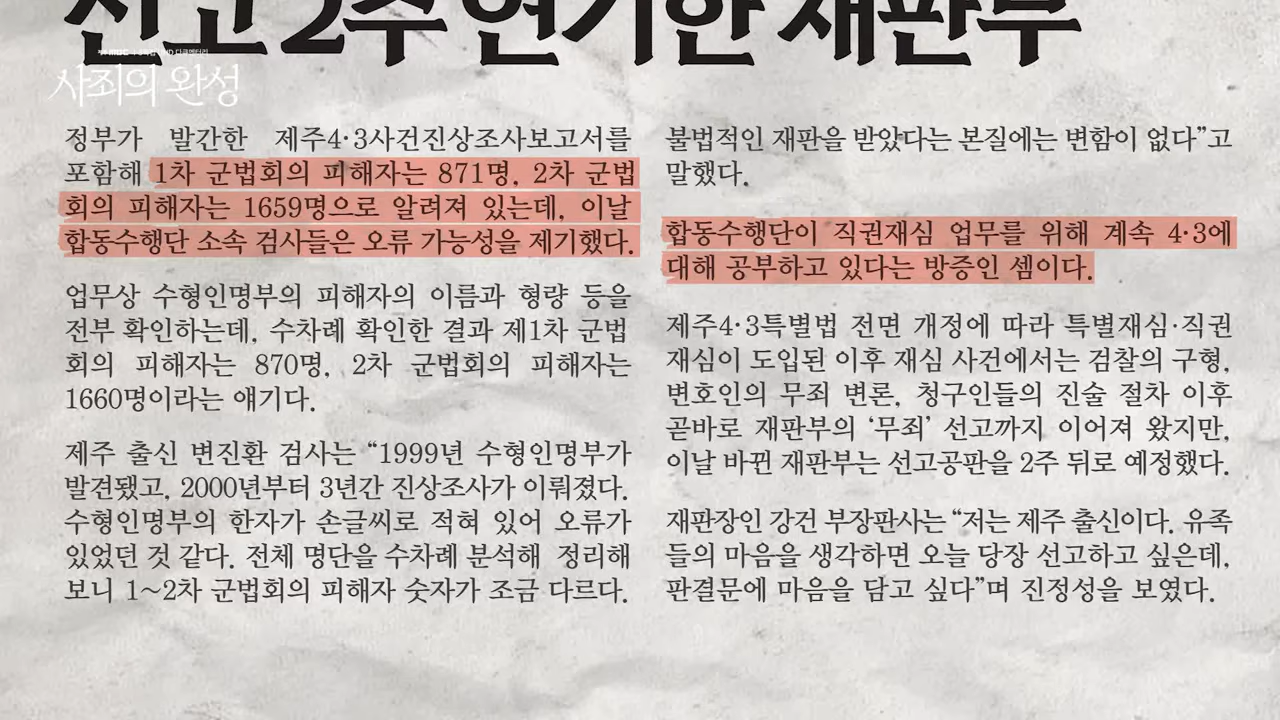 선고 2주 연기한 재판부
사죄의 완성
정부가 발간한 제주4·3사건진상조사보고서를
포함해 1차 군법회의 피해자는 871명, 2차 군법
회의 피해자는 1659명으로 알려져 있는데, 이날
합동수행단 소속 검사들은 오류 가능성을 제기했다.
업무상 수형인명부의 피해자의 이름과 형량 등을
전부 확인하는데, 수차례 확인한 결과 제1차 군법
회의 피해자는 870명, 2차 군법회의 피해자는
1660명이라는 얘기다.
제주 출신 변진환 검사는 “1999년 수형인명부가
발견됐고, 2000년부터 3년간 진상조사가 이뤄졌다.
수형인명부의 한자가 손글씨로 적혀 있어 오류가
있었던 것 같다. 전체 명단을 수차례 분석해 정리해
보니 1~2차 군법회의 피해자 숫자가 조금 다르다.
불법적인 재판을 받았다는 본질에는 변함이 없다”고
말했다.
합동수행단이 직권재심 업무를 위해 계속 4·3에
대해 공부하고 있다는 방증인 셈이다.
제주4·3특별법 전면 개정에 따라 특별재심·직권
재심이 도입된 이후 재심 사건에서는 검찰의 구형,
변호인의 무죄 변론, 청구인들의 진술 절차 이후
곧바로 재판부의 ‘무죄’ 선고까지 이어져 왔지만,
이날 바뀐 재판부는 선고공판을 2주 뒤로 예정했다.
재판장인 강건 부장판사는 “저는 제주 출신이다. 유족
들의 마음을 생각하면 오늘 당장 선고하고 싶은데,
판결문에 마음을 담고 싶다”며 진정성을 보였다.